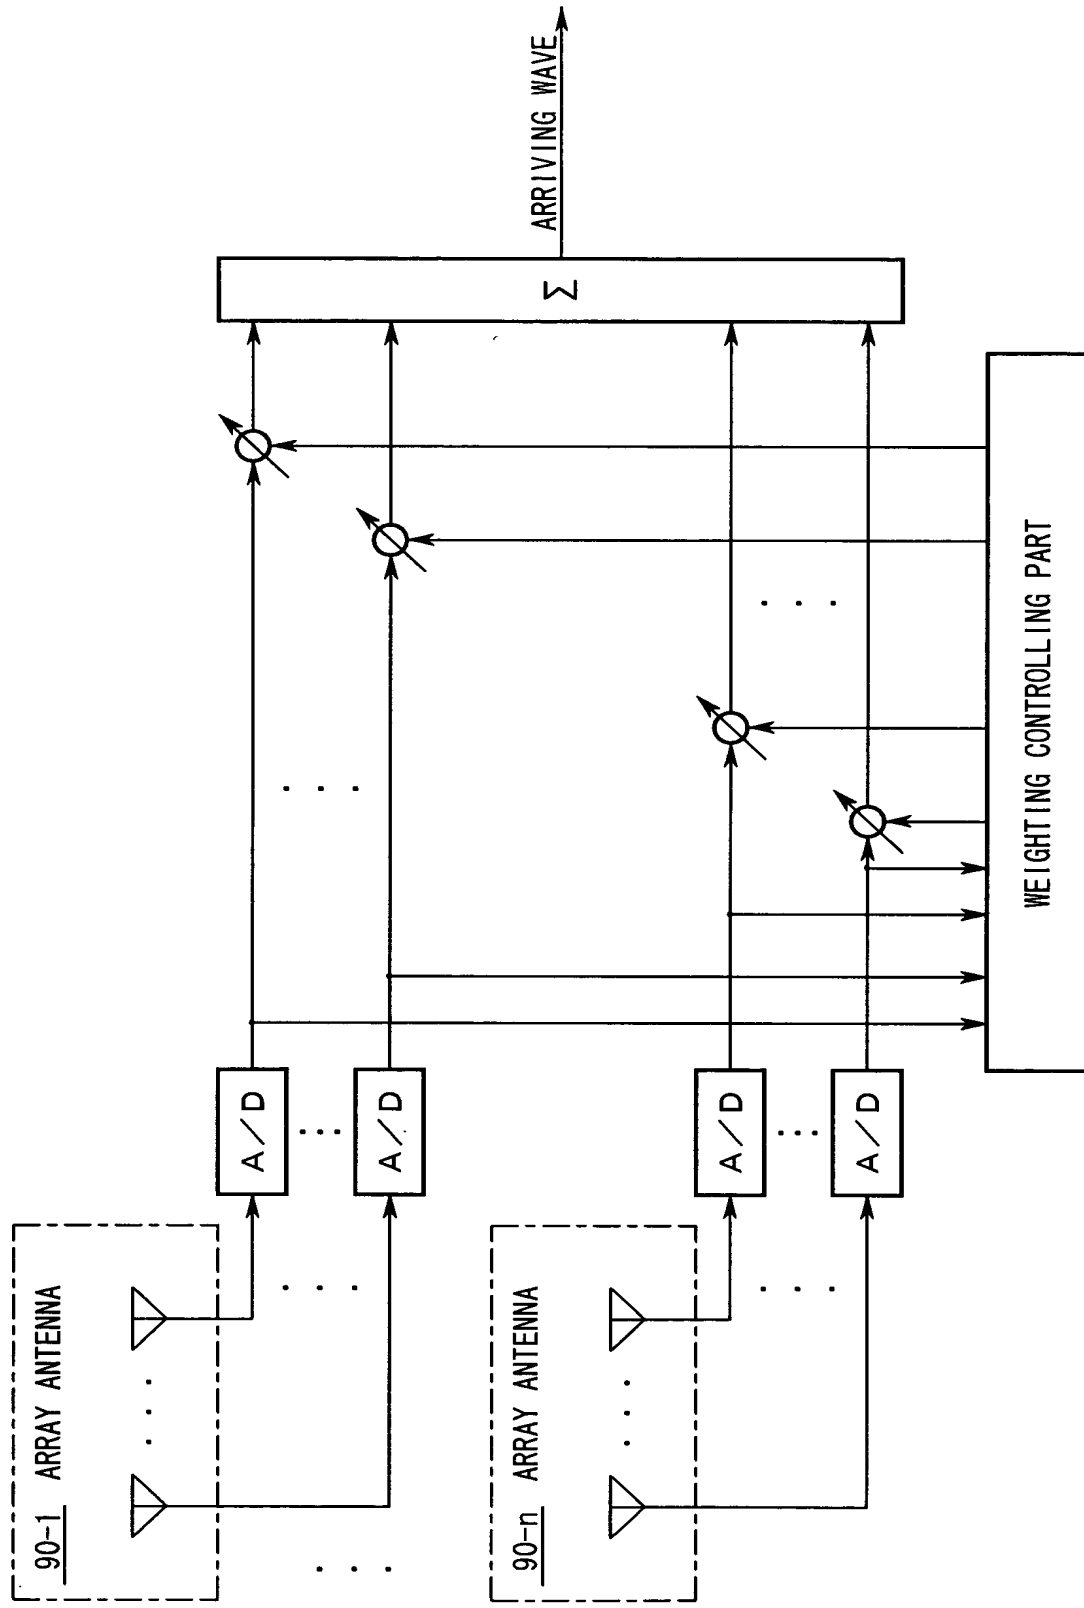 90-1 ARRAY ANTENNA
A/D
...
A/D
90-n ARRAY ANTENNA
A/D
...
A/D
WEIGHTING CONTROLLING PART
Σ
ARRIVING WAVE